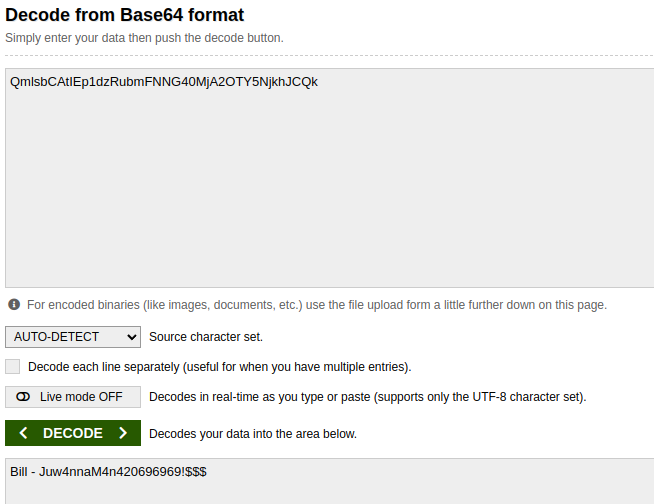 Decode from Base64 format
Simply enter your data then push the decode button.
QmlsbCAtIEp1dzRubmFNNG40MjA2OTY5NjkhJCQk
For encoded binaries (like images, documents, etc.) use the file upload form a little further down on this page.
AUTO-DETECT Source character set.
Decode each line separately (useful for when you have multiple entries).
Live mode OFF Decodes in real-time as you type or paste (supports only the UTF-8 character set).
< DECODE > Decodes your data into the area below.
Bill - Juw4nnaM4n420696969!$$$